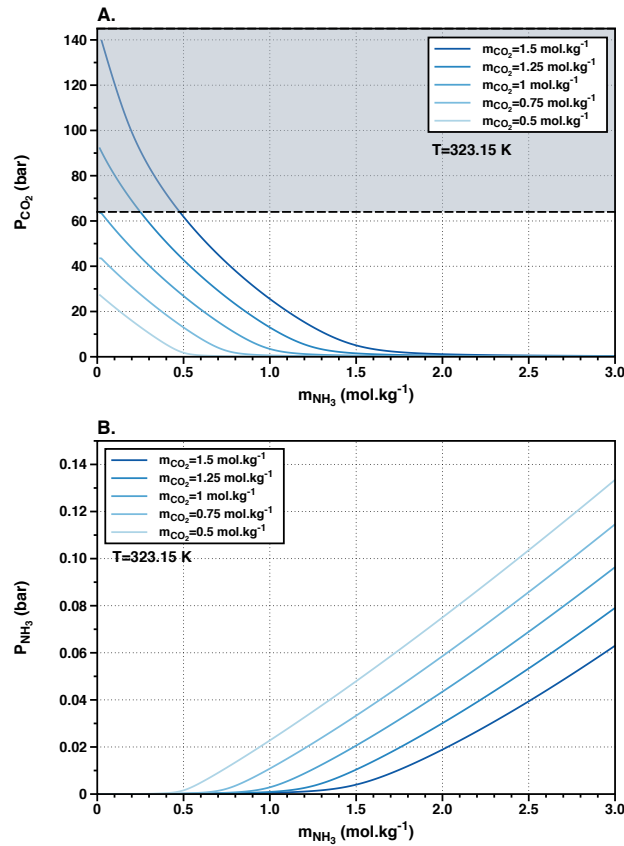 A.
140
120
100
80
60
40
20
0
P_CO₂ (bar)
m_CO₂=1.5 mol.kg⁻¹
m_CO₂=1.25 mol.kg⁻¹
m_CO₂=1 mol.kg⁻¹
m_CO₂=0.75 mol.kg⁻¹
m_CO₂=0.5 mol.kg⁻¹
T=323.15 K
0 0.5 1.0 1.5 2.0 2.5 3.0
m_NH₃ (mol.kg⁻¹)
B.
0.14
0.12
0.10
0.08
0.06
0.04
0.02
0
P_NH₃ (bar)
m_CO₂=1.5 mol.kg⁻¹
m_CO₂=1.25 mol.kg⁻¹
m_CO₂=1 mol.kg⁻¹
m_CO₂=0.75 mol.kg⁻¹
m_CO₂=0.5 mol.kg⁻¹
T=323.15 K
0 0.5 1.0 1.5 2.0 2.5 3.0
m_NH₃ (mol.kg⁻¹)